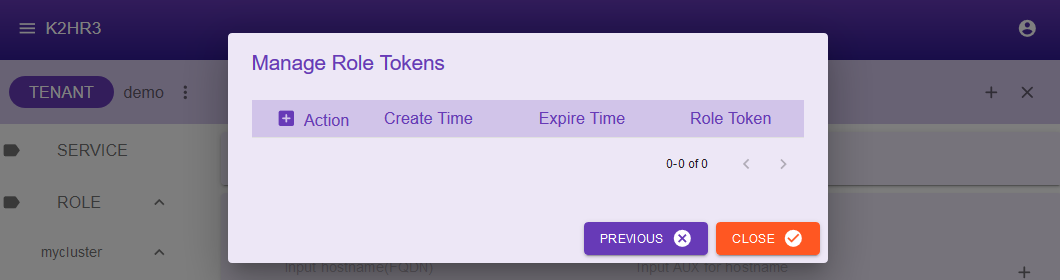 K2HR3
Manage Role Tokens
TENANT demo
Action Create Time Expire Time Role Token
SERVICE
0-0 of 0
ROLE
mycluster
PREVIOUS CLOSE
Input hostname(FQDN) Input AUX for hostname